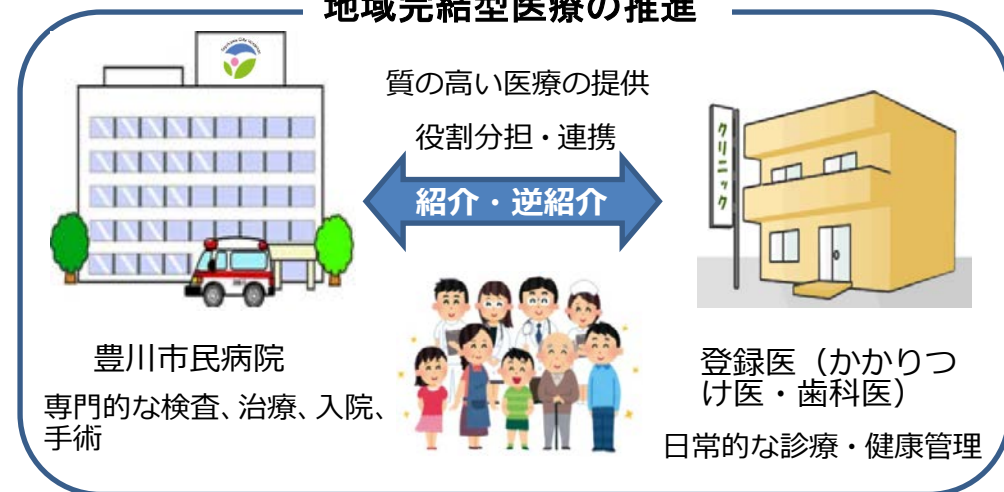 地域完結型医療の推進
質の高い医療の提供
役割分担・連携
紹介・逆紹介
クリニック
豊川市民病院
専門的な検査、治療、入院、
手術
登録医（かかりつ
け医・歯科医）
日常的な診療・健康管理